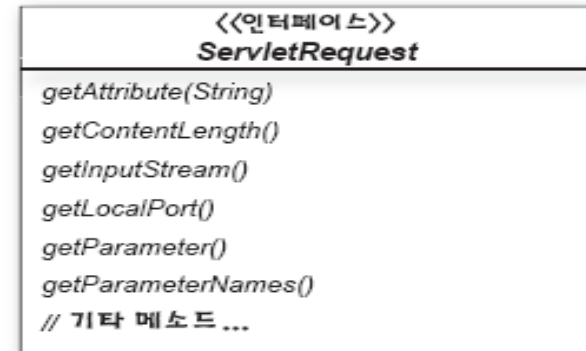 <<인터페이스>>
ServletRequest
getAttribute(String)
getContentLength()
getInputStream()
getLocalPort()
getParameter()
getParameterNames()
// 기타 메소드...